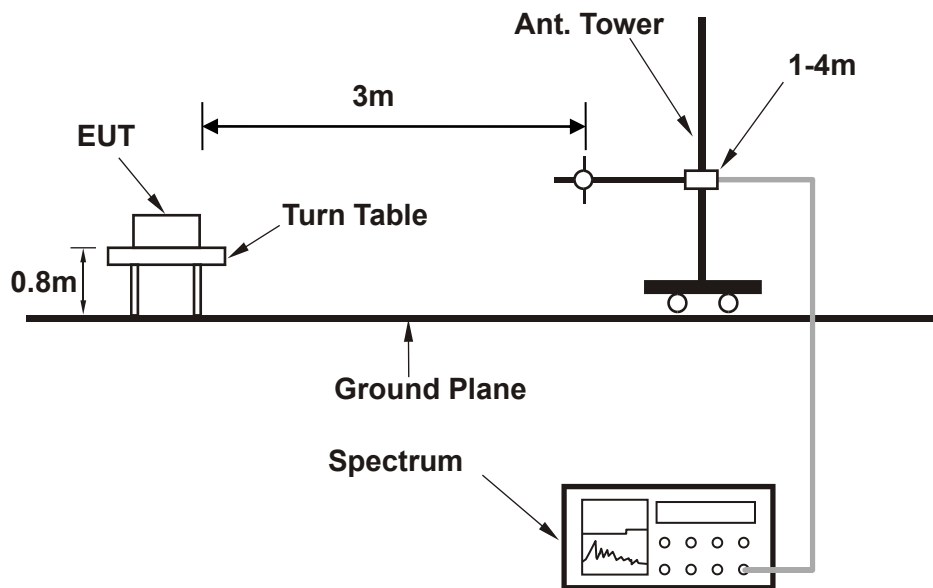 Ant. Tower
1-4m
3m
EUT
Turn Table
0.8m
Ground Plane
Spectrum